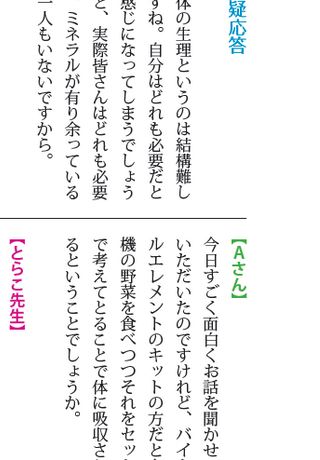 疑応答
体の生理というのは結構難し
すね。自分はどれも必要だと
感じになってしまうでしょう
と、実際皆さんはどれも必要
ミネラルが有り余っている
一人もいないですから。
【Aさん】
今日すごく面白くお話を聞かせ
いただいたのですけれど、バイ
ルエレメントのキットの方だと
機の野菜を食べつつそれをセッ
で考えてとることで体に吸収さ
るということでしょうか。
【とらこ先生】